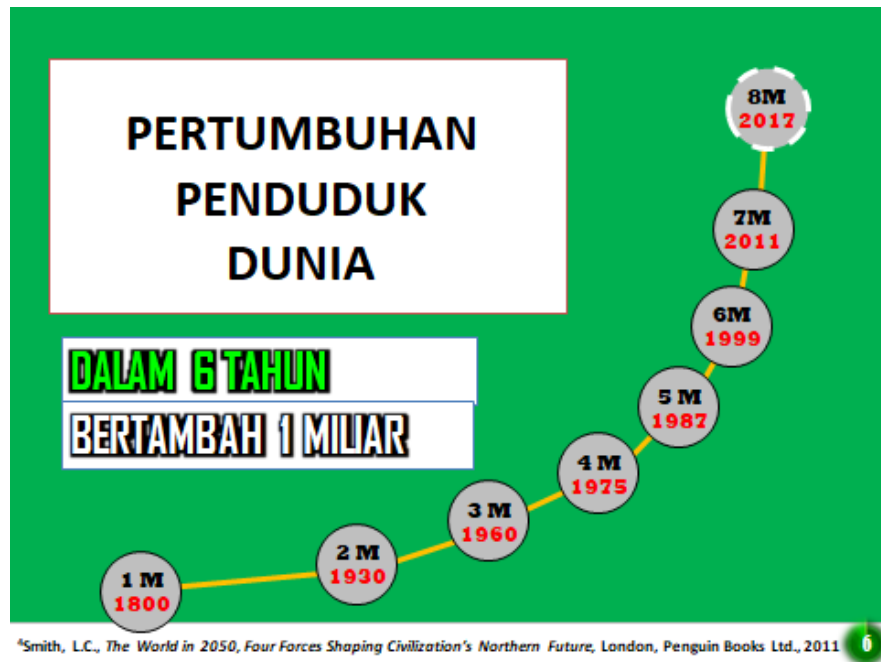 PERTUMBUHAN
PENDUDUK
DUNIA
DALAM 6 TAHUN
BERTAMBAH 1 MILIAR
8M
2017
7M
2011
6M
1999
5 M
1987
4 M
1975
3 M
1960
2 M
1930
1 M
1800
⁴Smith, L.C., The World in 2050, Four Forces Shaping Civilization's Northern Future, London, Penguin Books Ltd., 2011
6